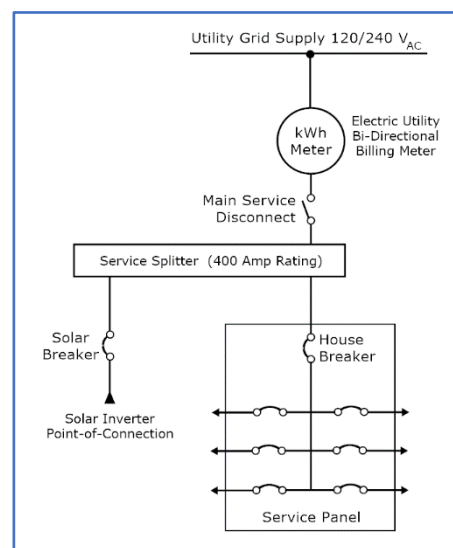 Utility Grid Supply 120/240 VAC
kWh
Meter
Electric Utility
Bi-Directional
Billing Meter
Main Service
Disconnect
Service Splitter (400 Amp Rating)
Solar
Breaker
House
Breaker
Solar Inverter
Point-of-Connection
Service Panel